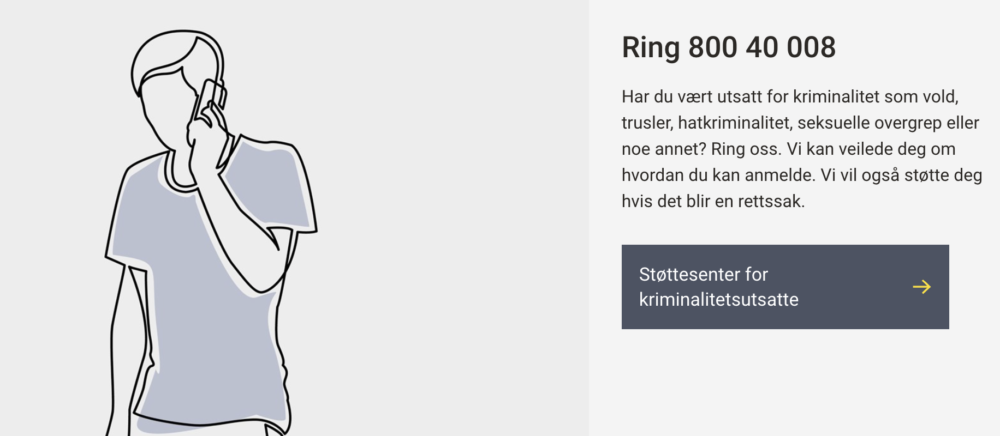 Ring 800 40 008
Har du vært utsatt for kriminalitet som vold,
trusler, hatkriminalitet, seksuelle overgrep eller
noe annet? Ring oss. Vi kan veilede deg om
hvordan du kan anmelde. Vi vil også støtte deg
hvis det blir en rettssak.
Støttesenter for
kriminalitetsutsatte